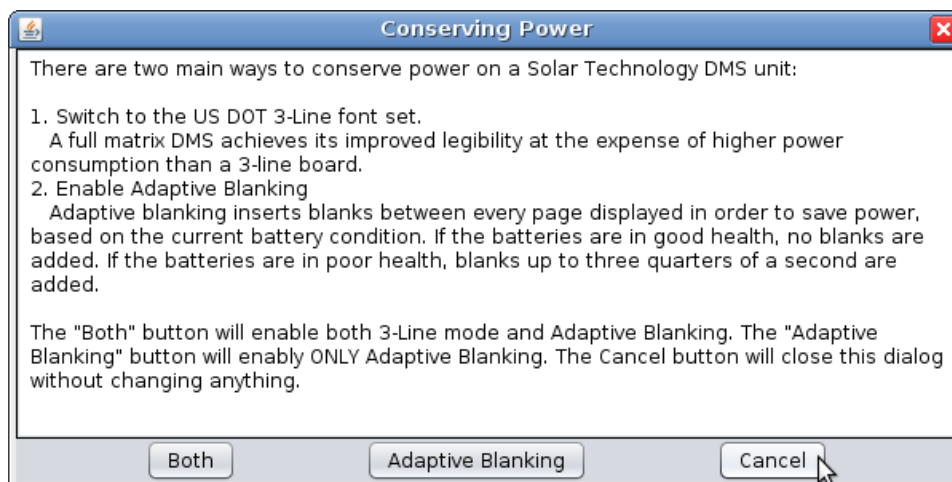 Conserving Power
There are two main ways to conserve power on a Solar Technology DMS unit:
1. Switch to the US DOT 3-Line font set.
A full matrix DMS achieves its improved legibility at the expense of higher power
consumption than a 3-line board.
2. Enable Adaptive Blanking
Adaptive blanking inserts blanks between every page displayed in order to save power,
based on the current battery condition. If the batteries are in good health, no blanks are
added. If the batteries are in poor health, blanks up to three quarters of a second are
added.
The "Both" button will enable both 3-Line mode and Adaptive Blanking. The "Adaptive
Blanking" button will enably ONLY Adaptive Blanking. The Cancel button will close this dialog
without changing anything.
Both Adaptive Blanking Cancel